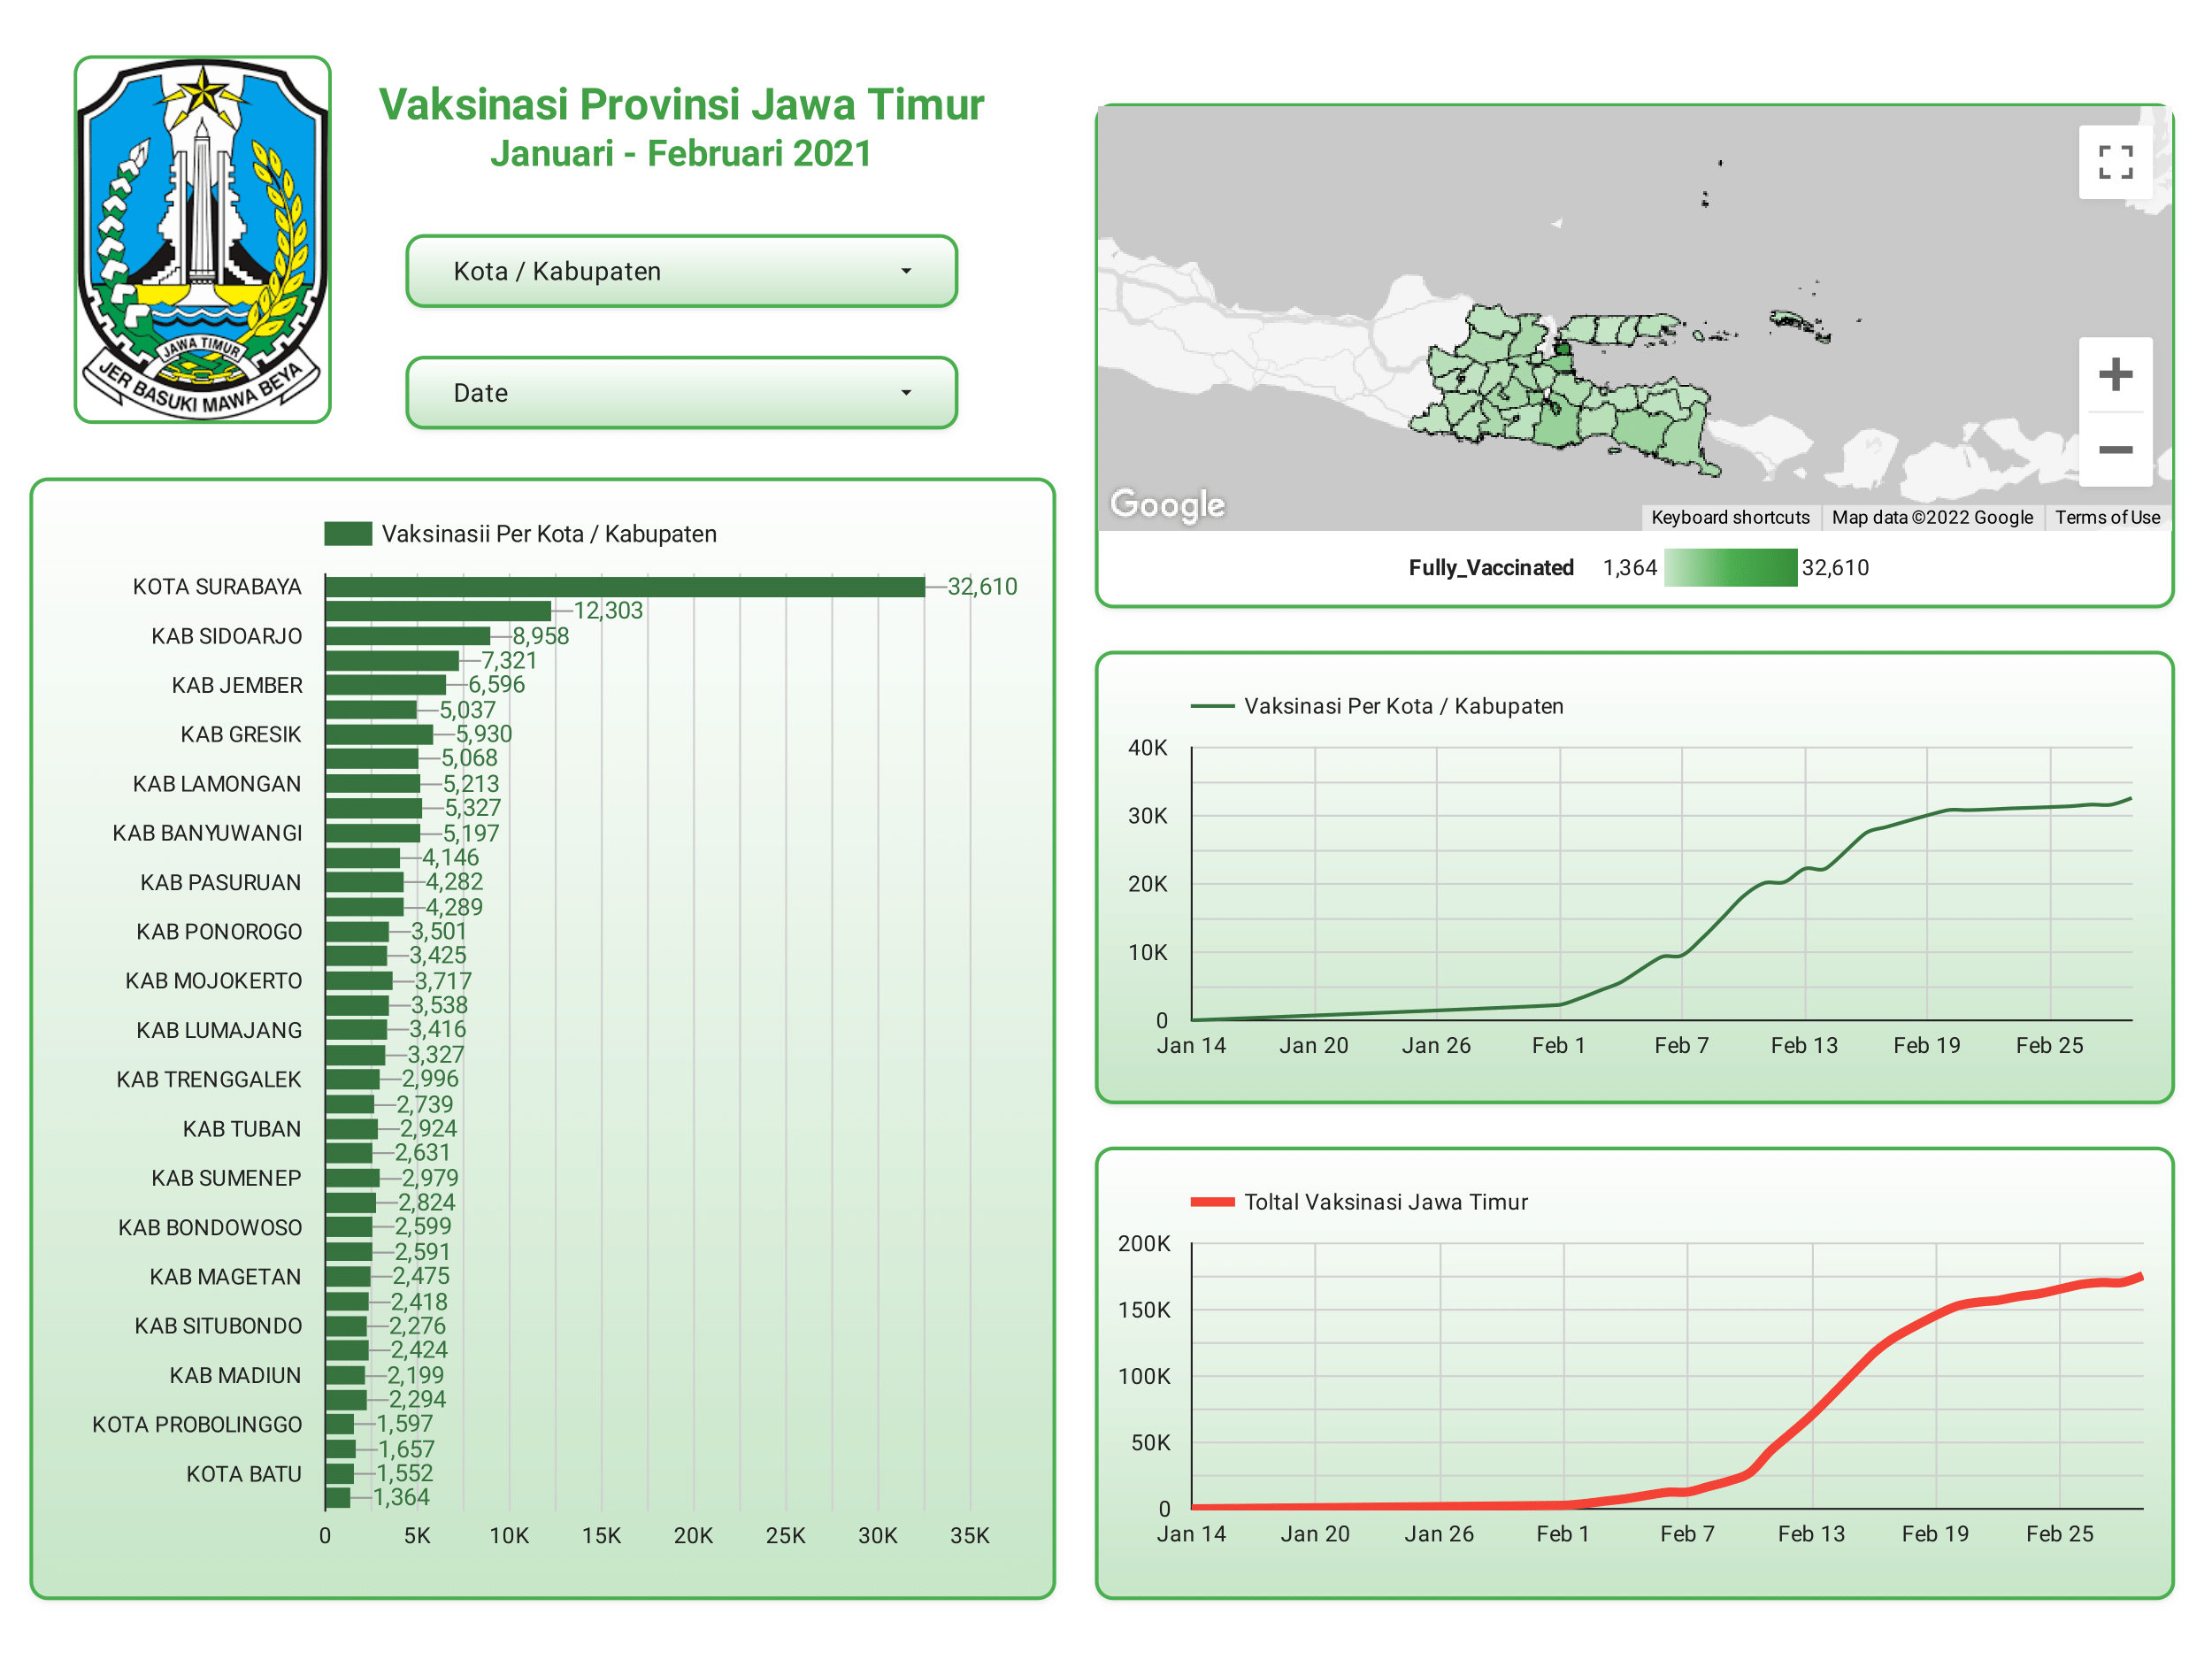 Vaksinasi Provinsi Jawa Timur
Januari - Februari 2021
JAWA TIMUR
JER BASUKI MAWA BEYA
Kota / Kabupaten
Date
Vaksinasii Per Kota / Kabupaten
KOTA SURABAYA 32,610
12,303
KAB SIDOARJO 8,958
7,321
KAB JEMBER 6,596
5,037
KAB GRESIK 5,930
5,068
KAB LAMONGAN 5,213
5,327
KAB BANYUWANGI 5,197
4,146
KAB PASURUAN 4,282
4,289
KAB PONOROGO 3,501
3,425
KAB MOJOKERTO 3,717
3,538
KAB LUMAJANG 3,416
3,327
KAB TRENGGALEK 2,996
2,739
KAB TUBAN 2,924
2,631
KAB SUMENEP 2,979
2,824
KAB BONDOWOSO 2,599
2,591
KAB MAGETAN 2,475
2,418
KAB SITUBONDO 2,276
2,424
KAB MADIUN 2,199
2,294
KOTA PROBOLINGGO 1,597
1,657
KOTA BATU 1,552
1,364
0 5K 10K 15K 20K 25K 30K 35K
Google
Keyboard shortcuts Map data ©2022 Google Terms of Use
Fully_Vaccinated 1,364 32,610
Vaksinasi Per Kota / Kabupaten
40K
30K
20K
10K
0
Jan 14 Jan 20 Jan 26 Feb 1 Feb 7 Feb 13 Feb 19 Feb 25
Toltal Vaksinasi Jawa Timur
200K
150K
100K
50K
0
Jan 14 Jan 20 Jan 26 Feb 1 Feb 7 Feb 13 Feb 19 Feb 25